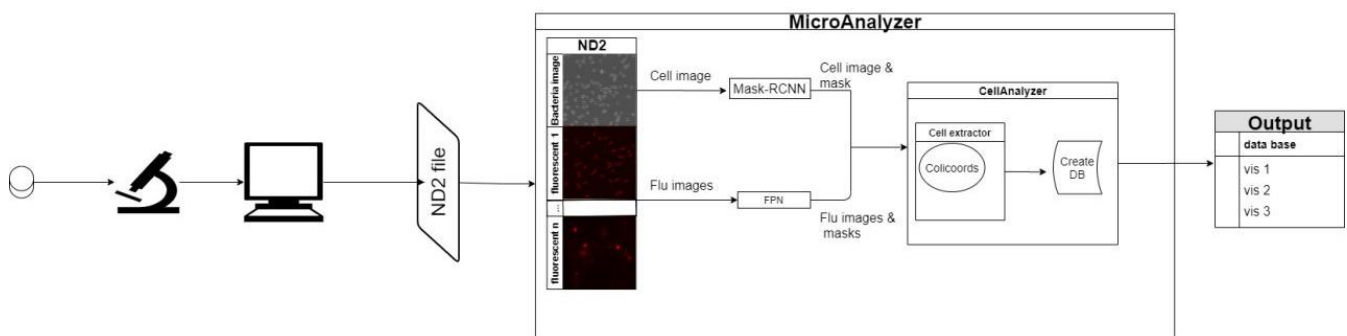 MicroAnalyzer
ND2 file
ND2
Bacteria image
fluorescent 1
...
fluorescent n
Cell image
Mask-RCNN
Cell image &
mask
Flu images
FPN
Flu images &
masks
CellAnalyzer
Cell extractor
Colicoords
Create
DB
Output
data base
vis 1
vis 2
vis 3